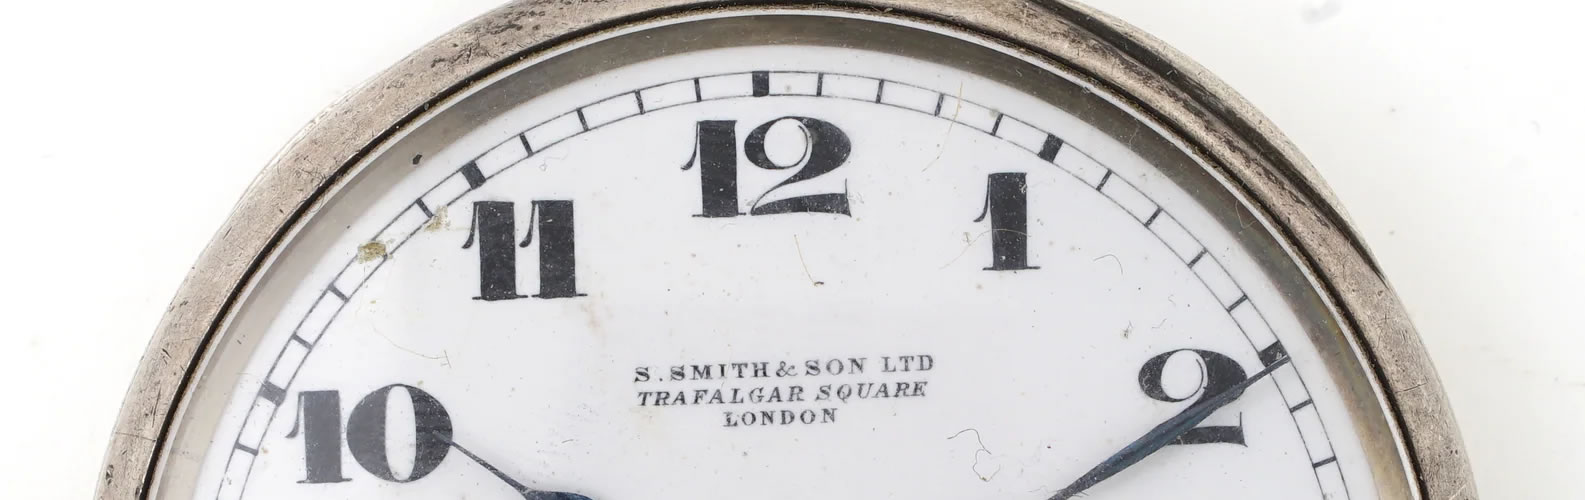 12
11
1
10
2
S. SMITH & SON LTD
TRAFALGAR SQUARE
LONDON